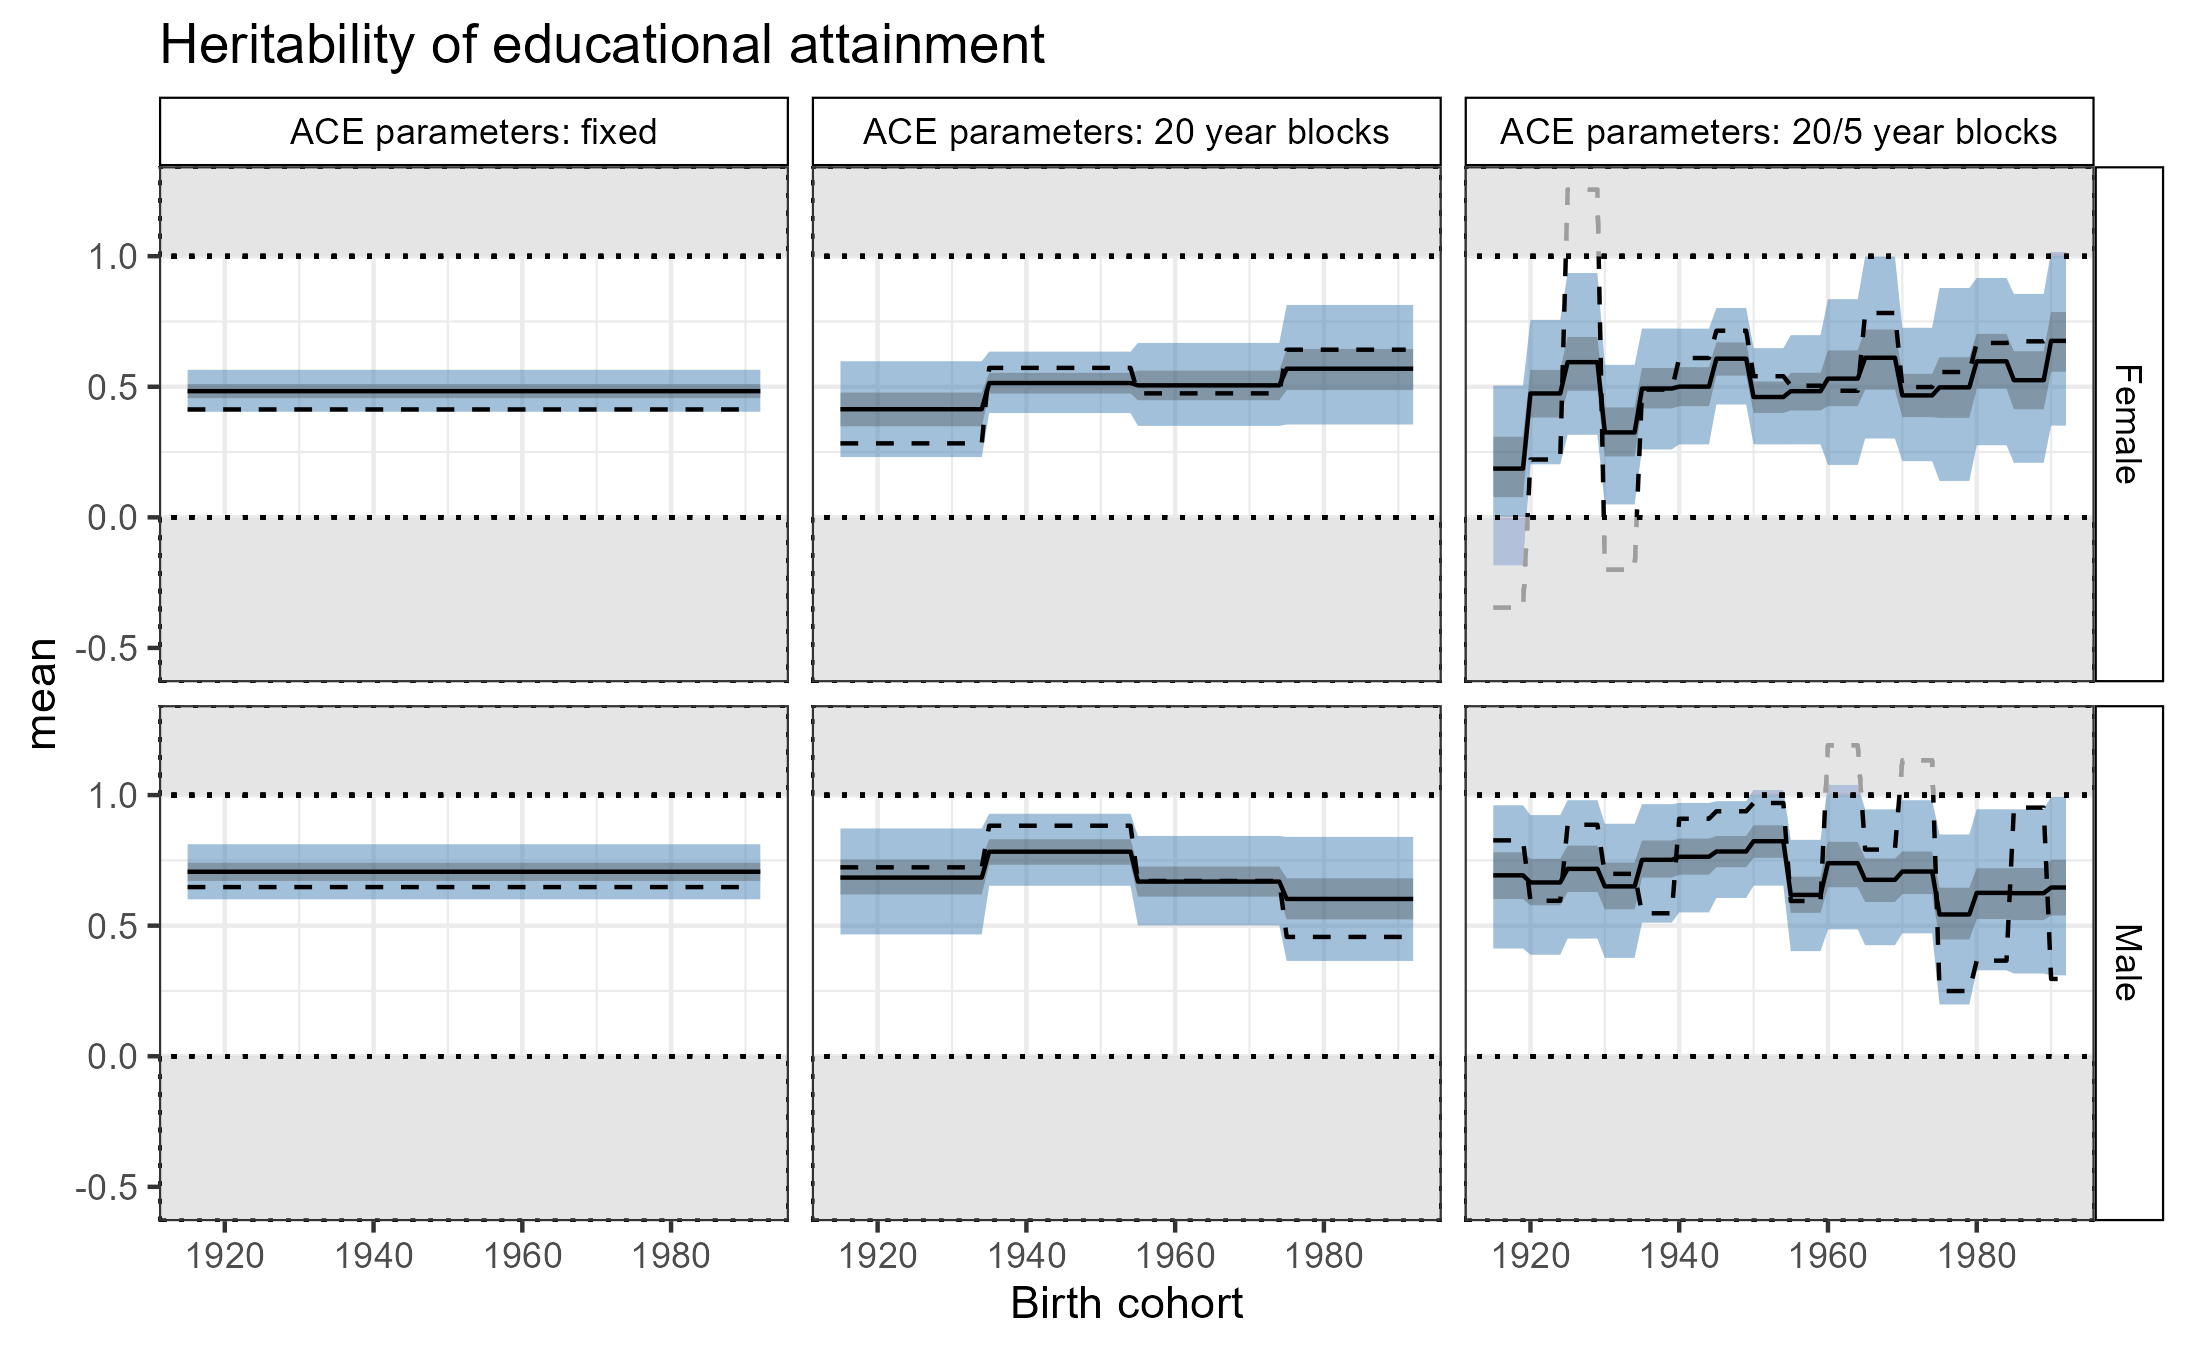 Heritability of educational attainment
ACE parameters: fixed
ACE parameters: 20 year blocks
ACE parameters: 20/5 year blocks
1.0
0.5
0.0
-0.5
Female
mean
1.0
0.5
0.0
-0.5
Male
1920 1940 1960 1980
1920 1940 1960 1980
1920 1940 1960 1980
Birth cohort